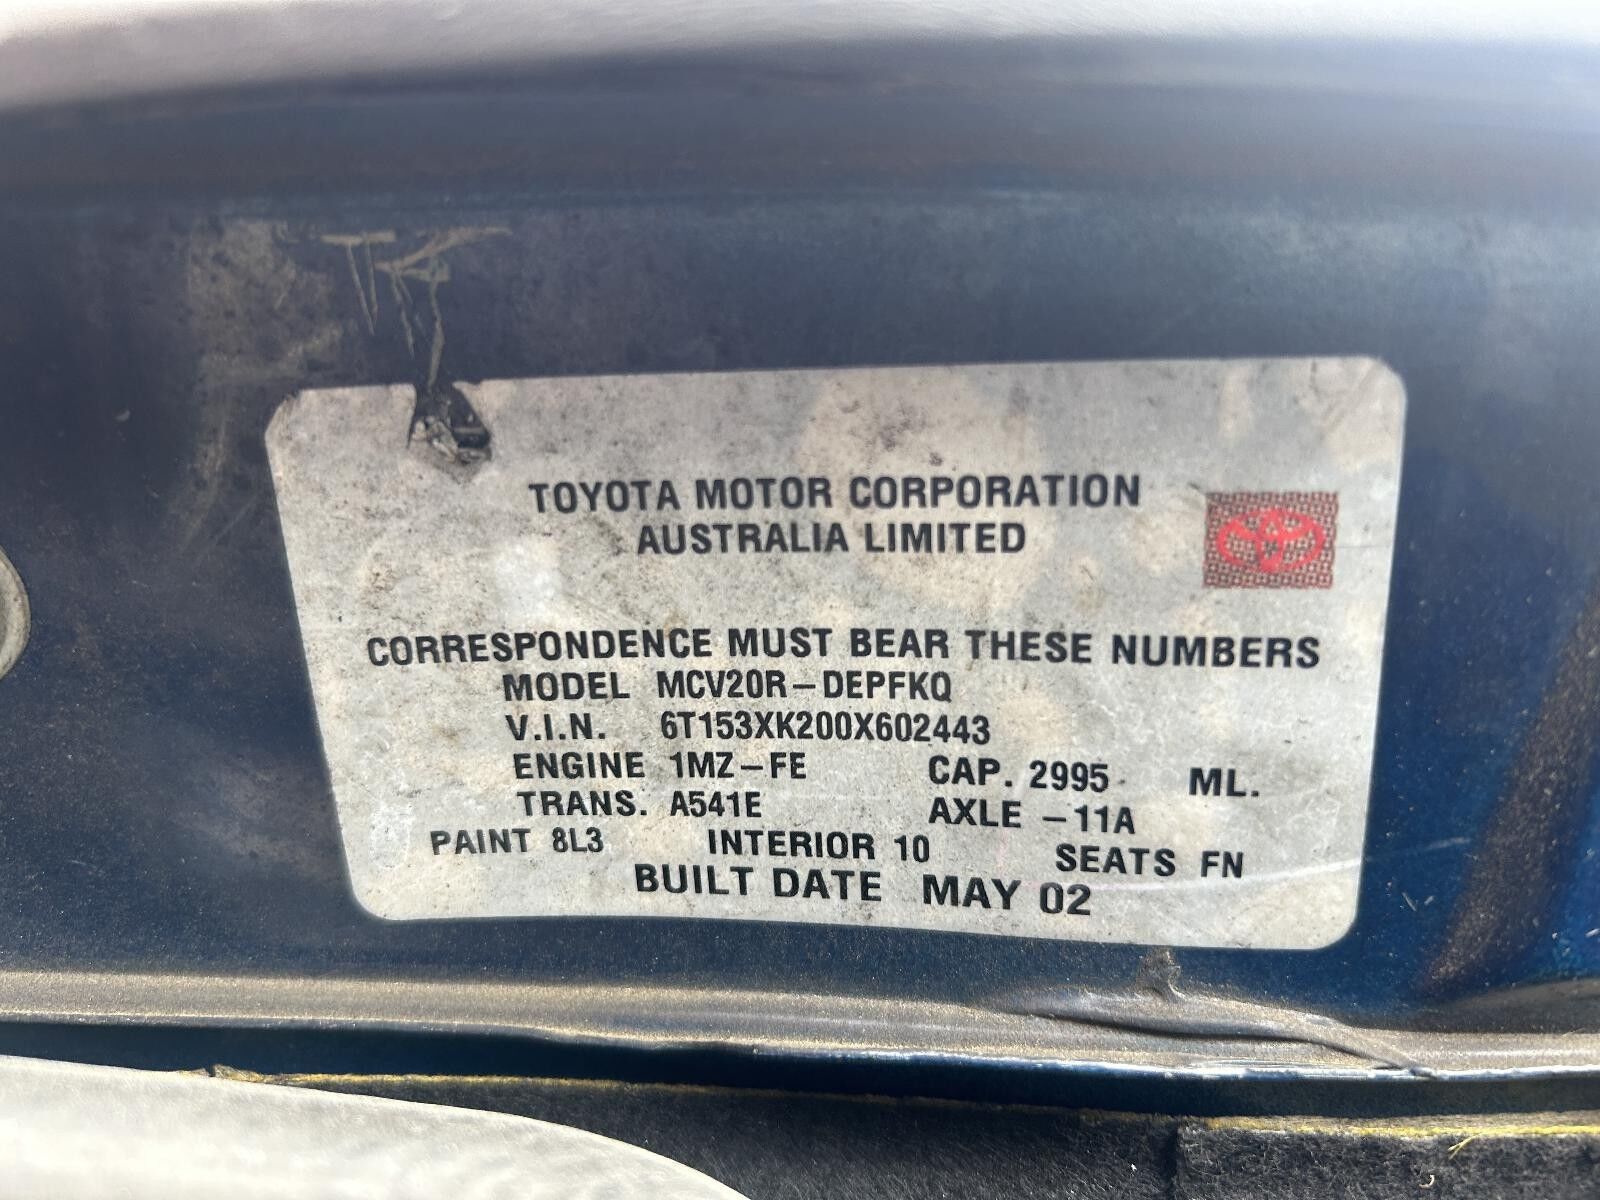 TOYOTA MOTOR CORPORATION
AUSTRALIA LIMITED
CORRESPONDENCE MUST BEAR THESE NUMBERS
MODEL MCV20R-DEPFKQ
V.I.N. 6T153XK200X602443
ENGINE 1MZ-FE CAP. 2995 ML.
TRANS. A541E AXLE -11A
PAINT 8L3 INTERIOR 10 SEATS FN
BUILT DATE MAY 02